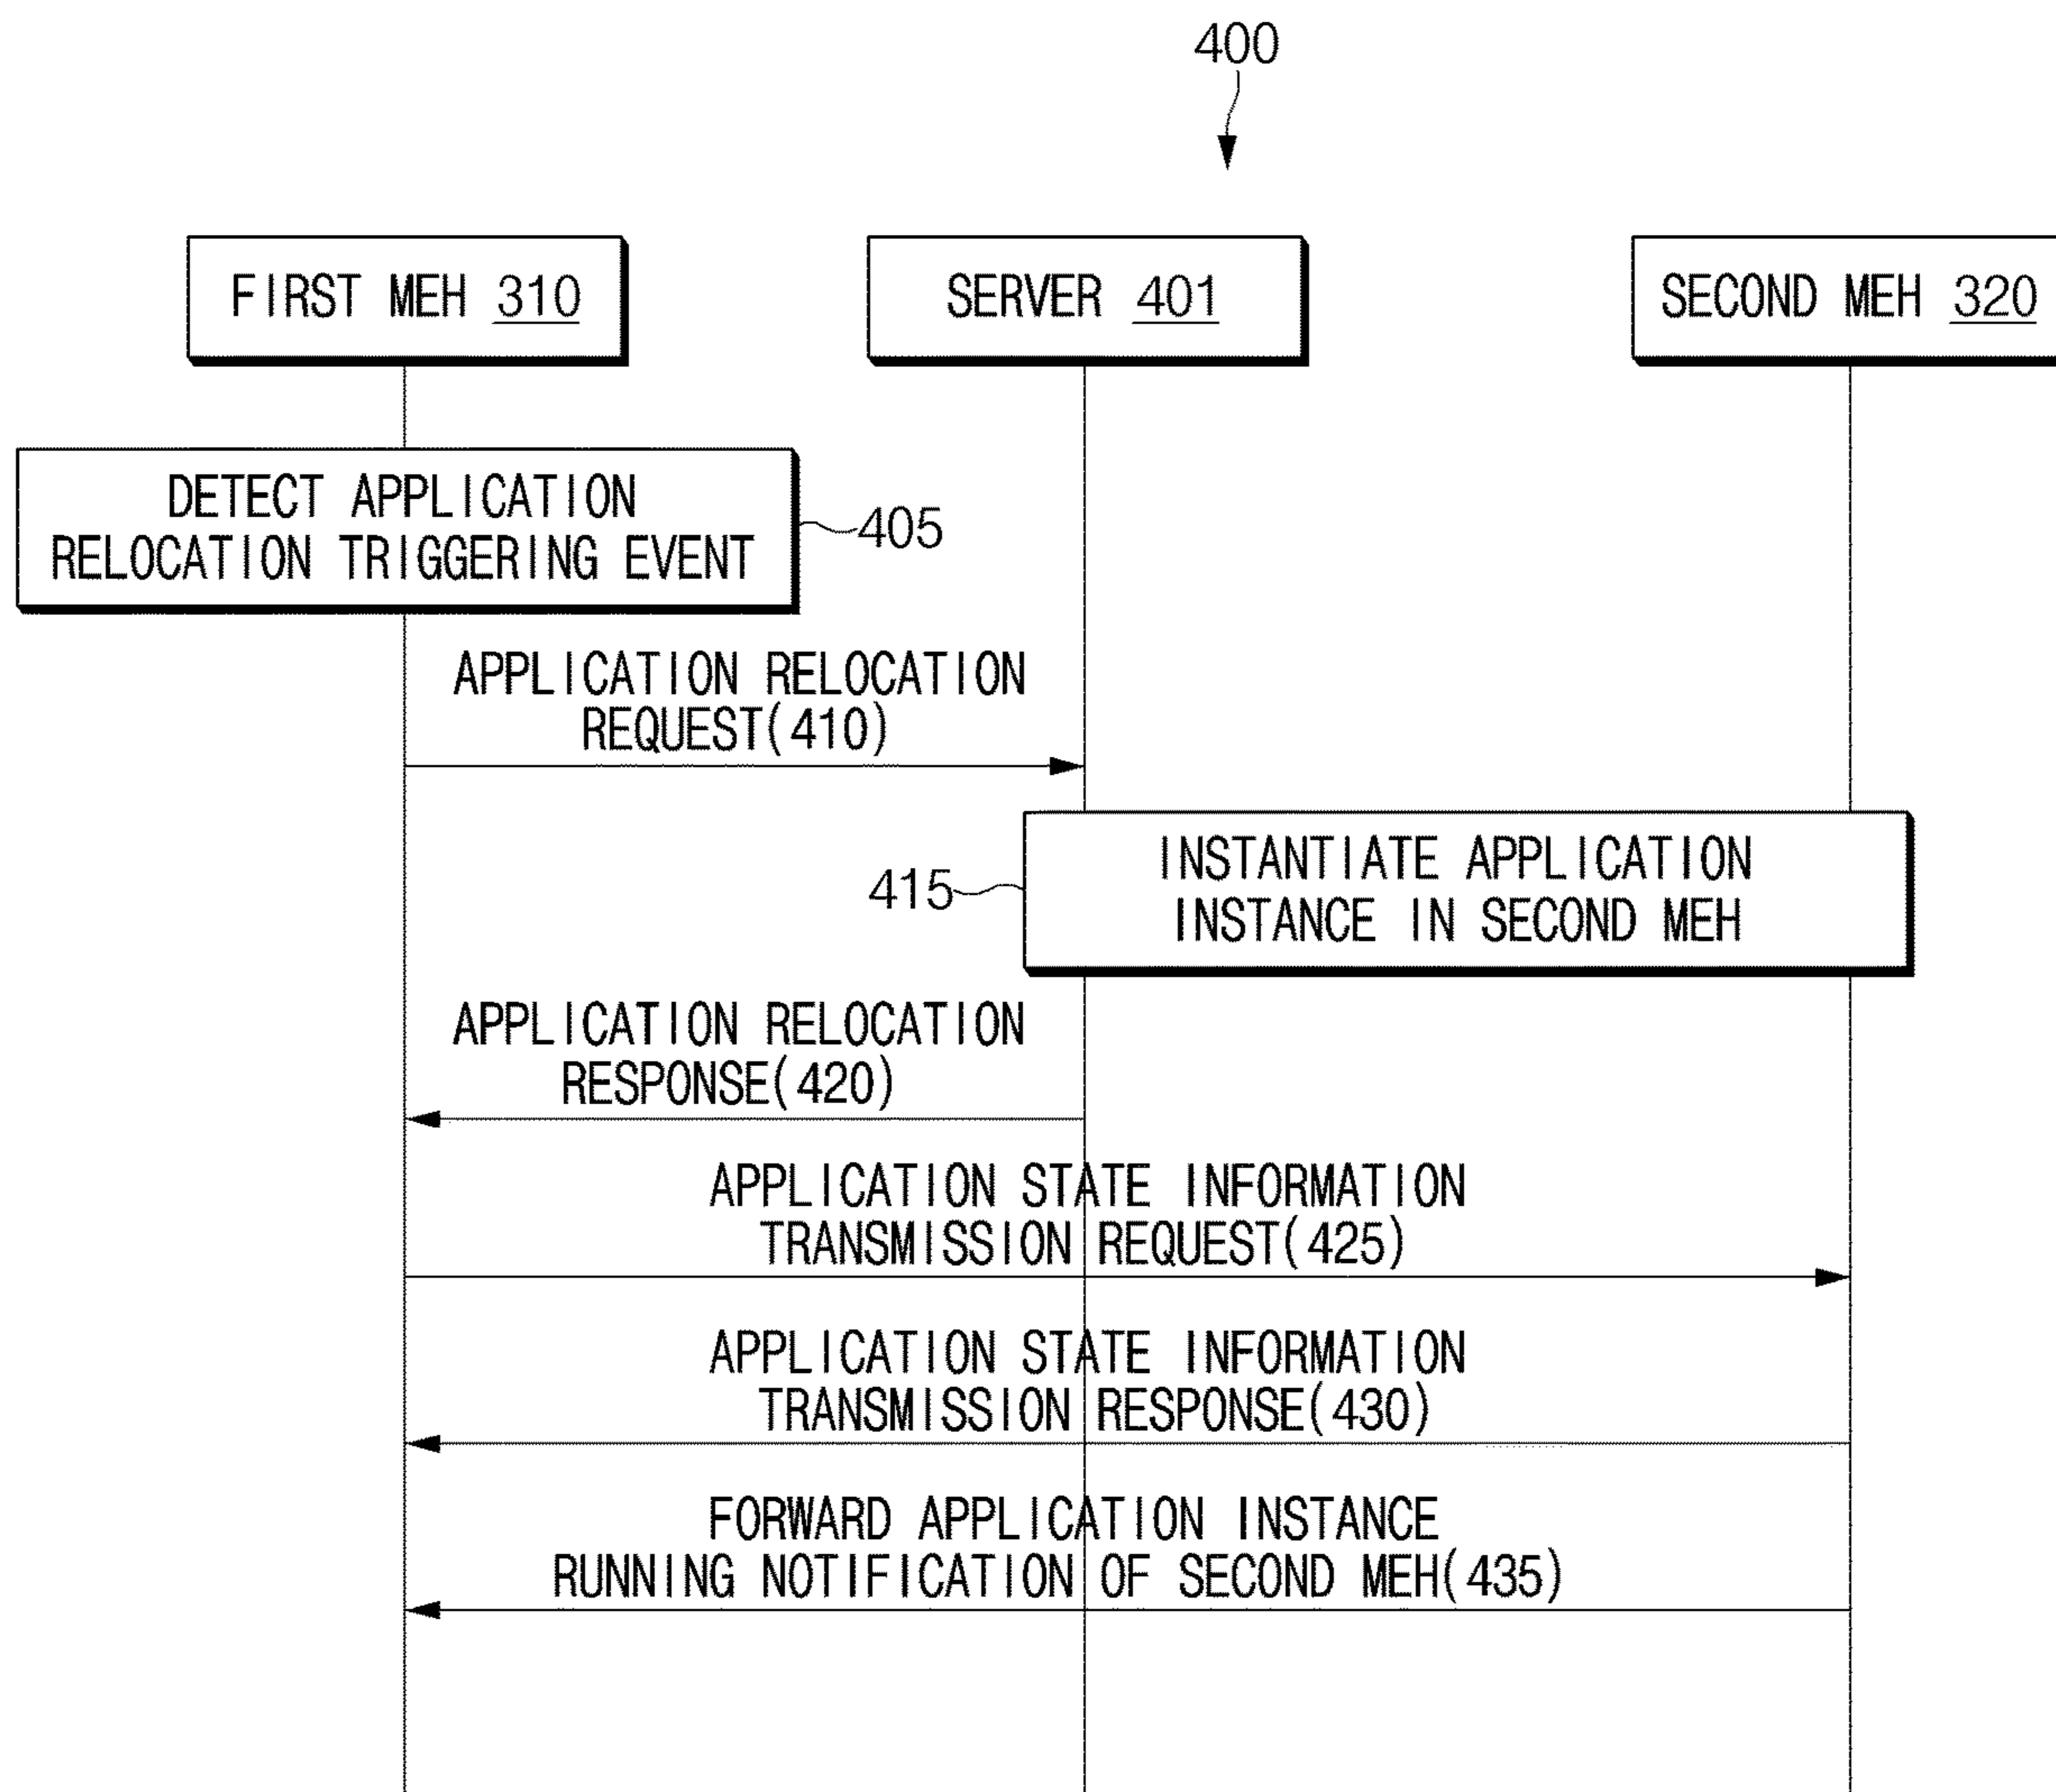 400
FIRST MEH 310
SERVER 401
SECOND MEH 320
DETECT APPLICATION
RELOCATION TRIGGERING EVENT
405
APPLICATION RELOCATION
REQUEST(410)
INSTANTIATE APPLICATION
INSTANCE IN SECOND MEH
415
APPLICATION RELOCATION
RESPONSE(420)
APPLICATION STATE INFORMATION
TRANSMISSION REQUEST(425)
APPLICATION STATE INFORMATION
TRANSMISSION RESPONSE(430)
FORWARD APPLICATION INSTANCE
RUNNING NOTIFICATION OF SECOND MEH(435)